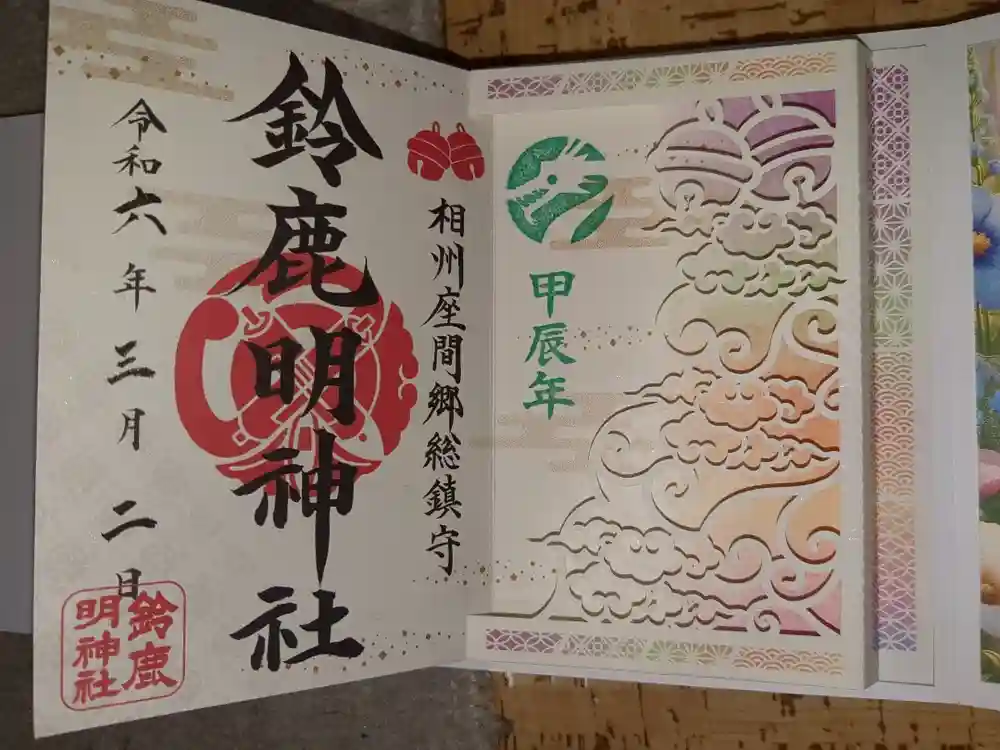 甲辰年
相州座間郷総鎮守
鈴鹿明神社
令和六年三月二日
鈴鹿
明神社